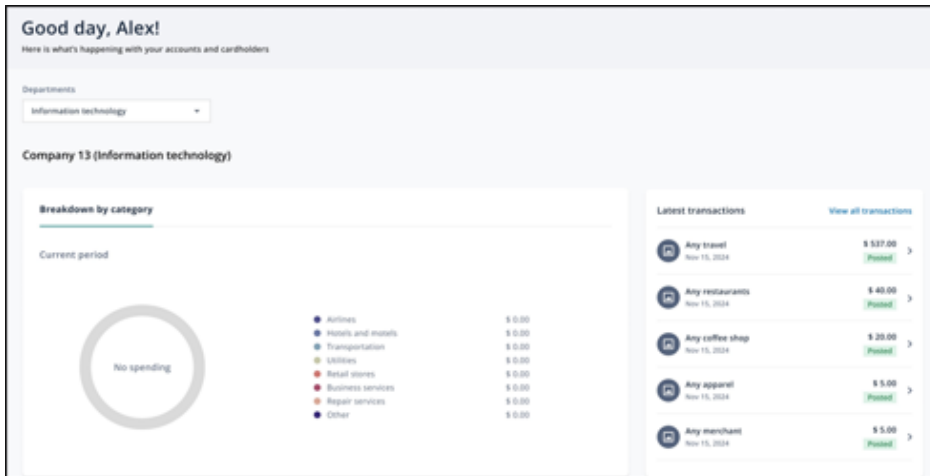 Good day, Alex!
Here is what's happening with your accounts and cardholders
Departments
Information technology
Company 13 (Information technology)
Breakdown by category
Current period
No spending
Airlines $ 0.00
Hotels and motels $ 0.00
Transportation $ 0.00
Utilities $ 0.00
Retail stores $ 0.00
Business services $ 0.00
Repair services $ 0.00
Other $ 0.00
Latest transactions View all transactions
Any travel $ 537.00
Nov 15, 2024 Posted
Any restaurants $ 40.00
Nov 15, 2024 Posted
Any coffee shop $ 20.00
Nov 15, 2024 Posted
Any apparel $ 5.00
Nov 15, 2024 Posted
Any merchant $ 5.00
Nov 15, 2024 Posted